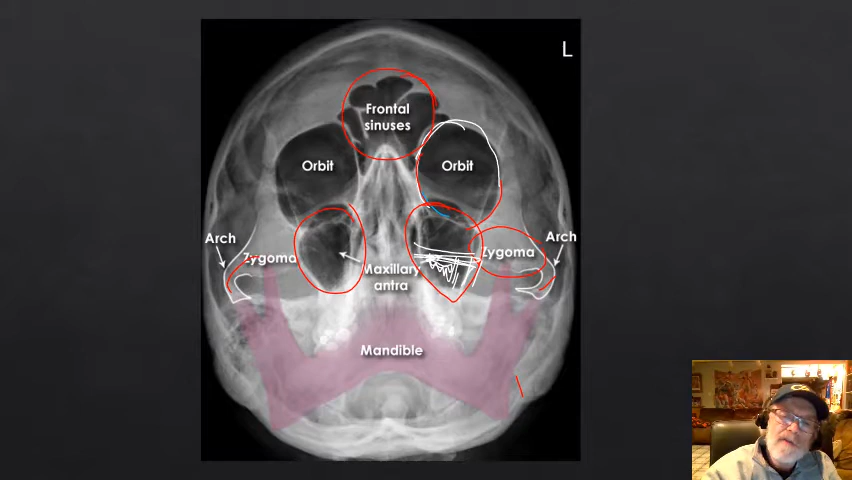 L
Frontal
sinuses
Orbit
Orbit
Arch
Arch
Zygoma
Zygoma
Maxillary
antra
Mandible